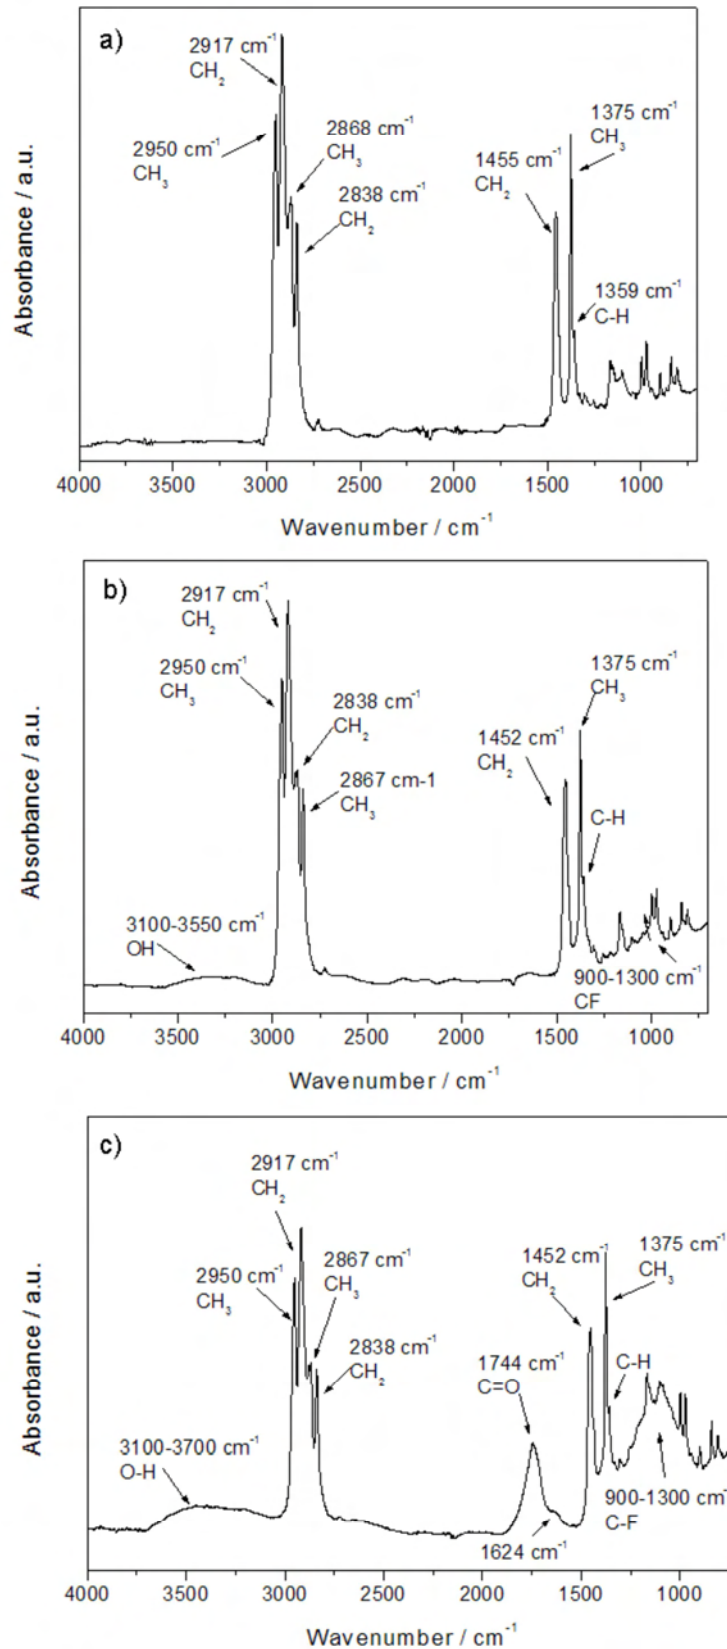 a)
2917 cm⁻¹
CH₂
2950 cm⁻¹
CH₃
2868 cm⁻¹
CH₃
2838 cm⁻¹
CH₂
1455 cm⁻¹
CH₂
1375 cm⁻¹
CH₃
1359 cm⁻¹
C-H
Absorbance / a.u.
4000 3500 3000 2500 2000 1500 1000
Wavenumber / cm⁻¹
b)
2917 cm⁻¹
CH₂
2950 cm⁻¹
CH₃
2838 cm⁻¹
CH₂
2867 cm-1
CH₃
3100-3550 cm⁻¹
OH
1452 cm⁻¹
CH₂
1375 cm⁻¹
CH₃
C-H
900-1300 cm⁻¹
CF
Absorbance / a.u.
4000 3500 3000 2500 2000 1500 1000
Wavenumber / cm⁻¹
c)
2917 cm⁻¹
CH₂
2950 cm⁻¹
CH₃
2867 cm⁻¹
CH₃
2838 cm⁻¹
CH₂
3100-3700 cm⁻¹
O-H
1744 cm⁻¹
C=O
1624 cm⁻¹
1452 cm⁻¹
CH₂
1375 cm⁻¹
CH₃
C-H
900-1300 cm⁻¹
C-F
Absorbance / a.u.
4000 3500 3000 2500 2000 1500 1000
Wavenumber / cm⁻¹